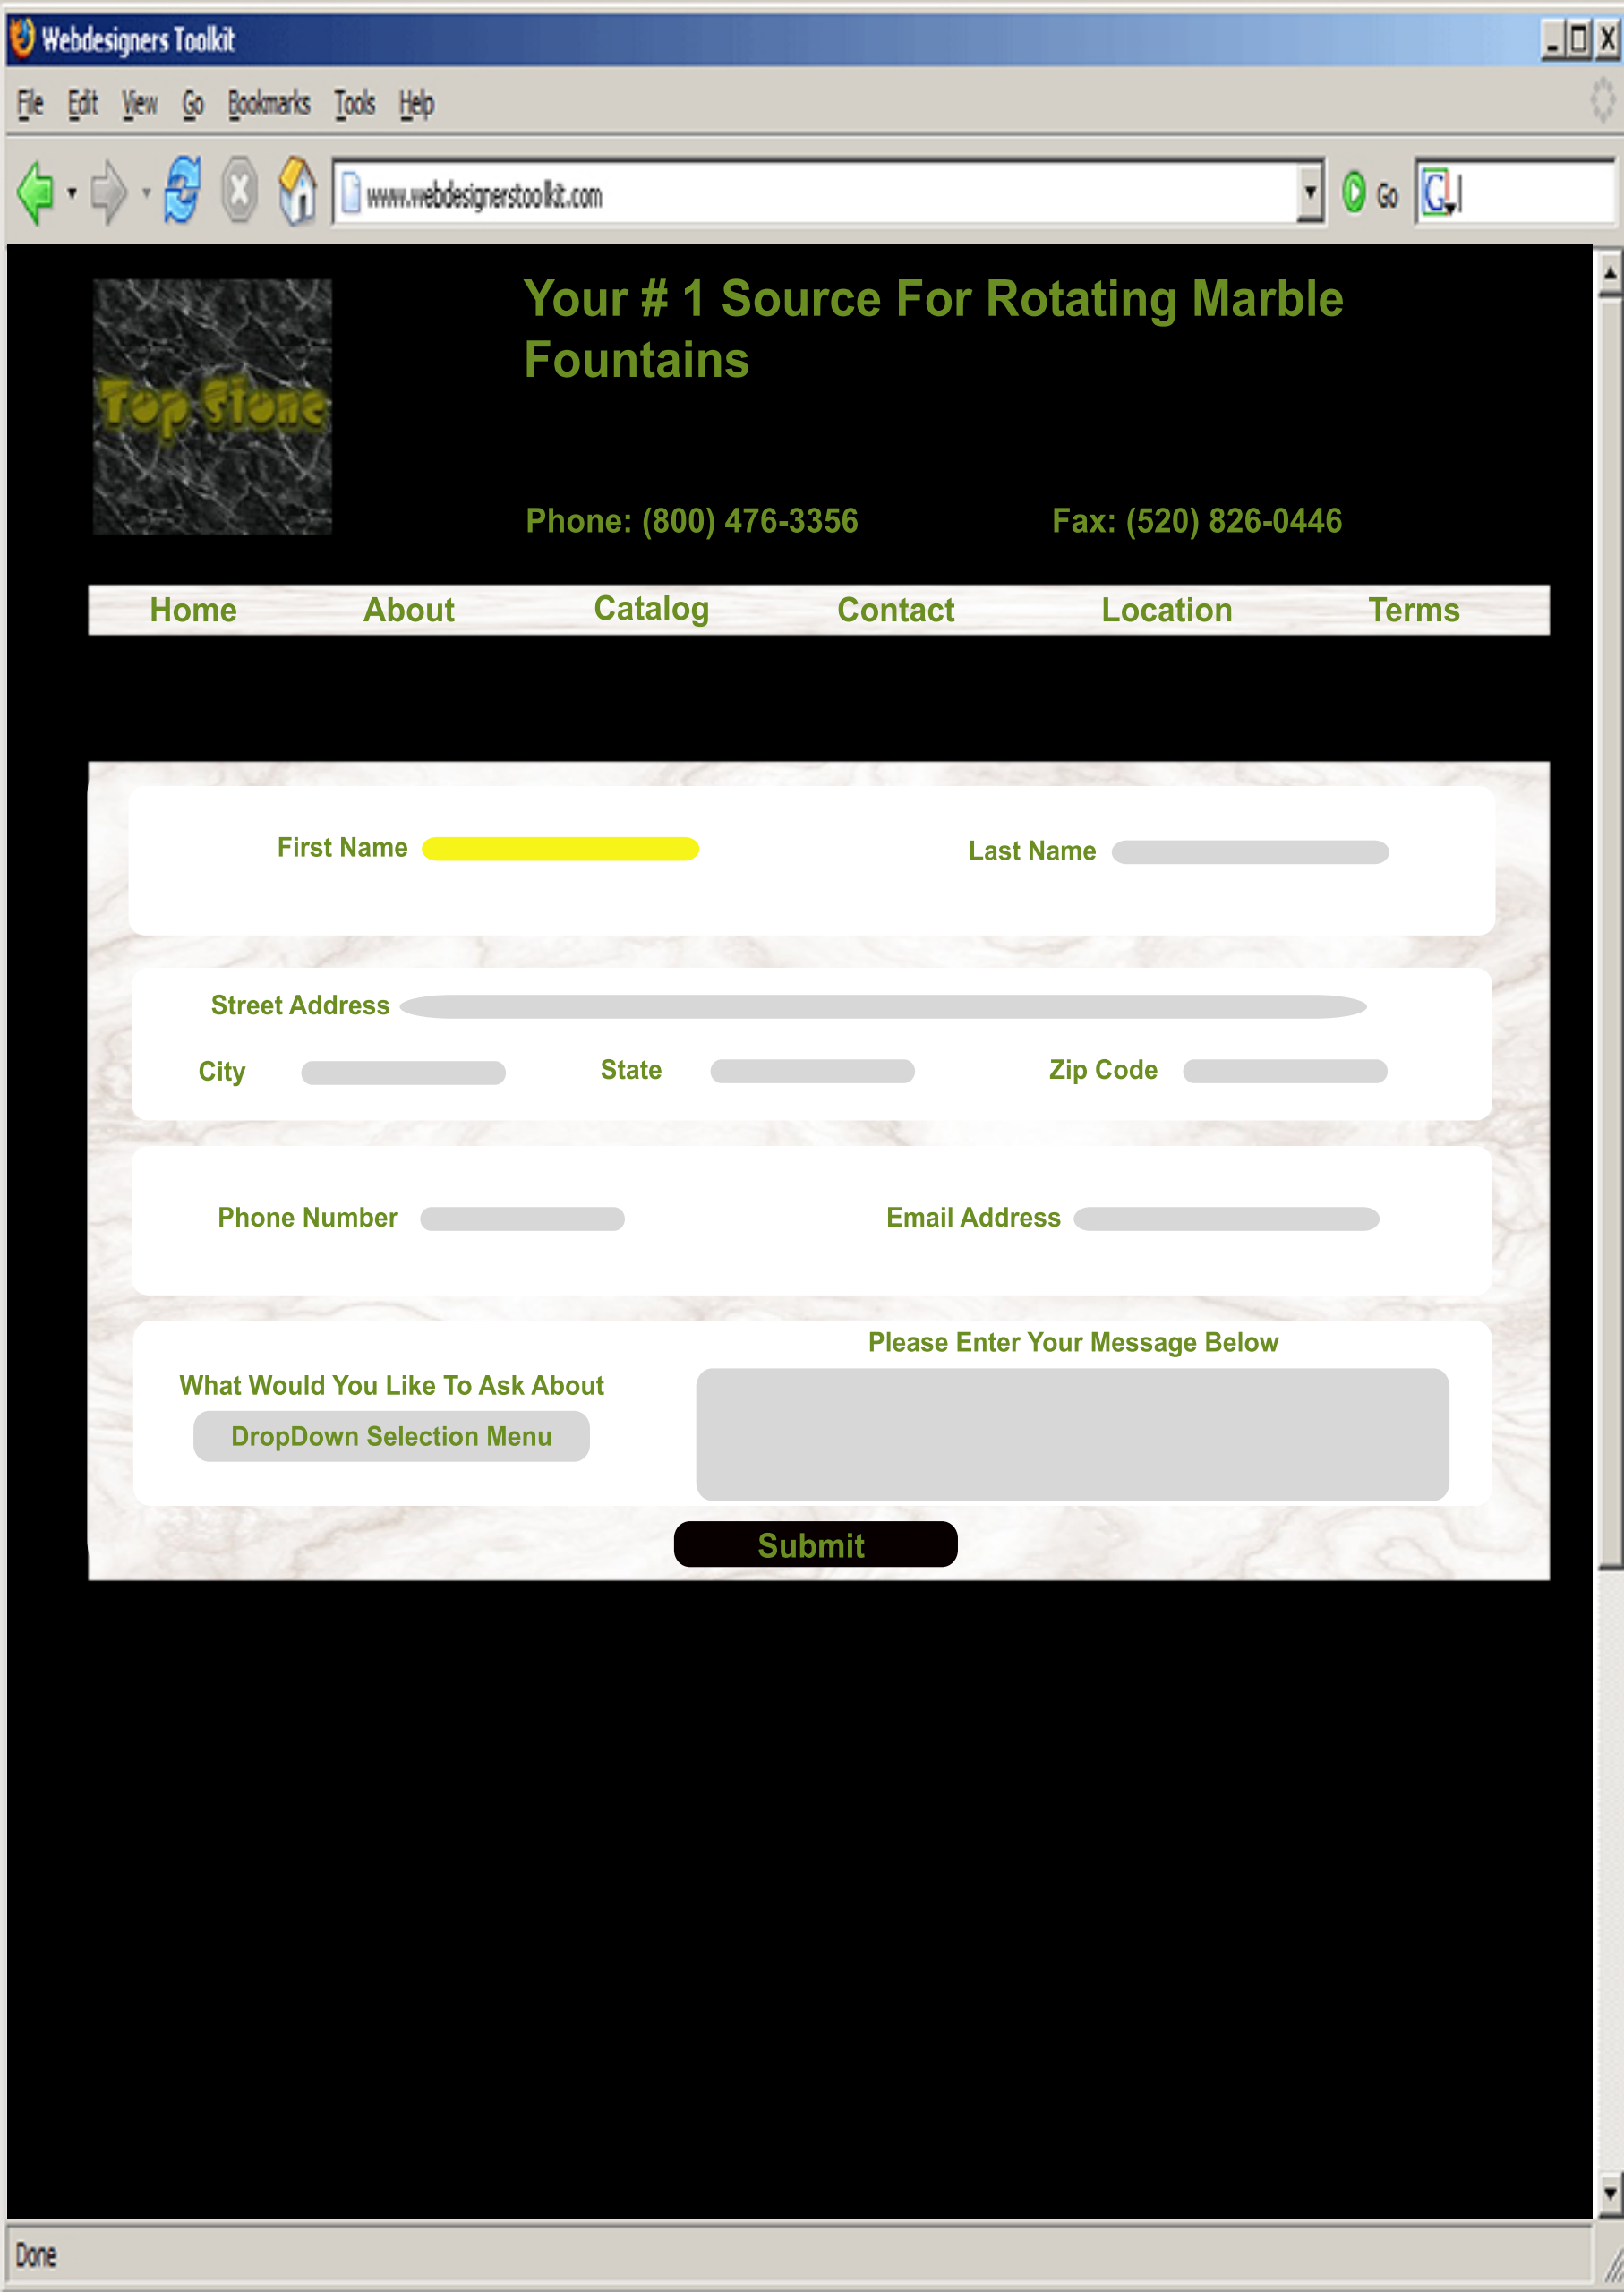 Webdesigners Toolkit
File Edit View Go Bookmarks Tools Help
www.webdesignerstoolkit.com
Go
G
Top Stone
Your # 1 Source For Rotating Marble
Fountains
Phone: (800) 476-3356 Fax: (520) 826-0446
Home About Catalog Contact Location Terms
First Name Last Name
Street Address
City State Zip Code
Phone Number Email Address
Please Enter Your Message Below
What Would You Like To Ask About
DropDown Selection Menu
Submit
Done